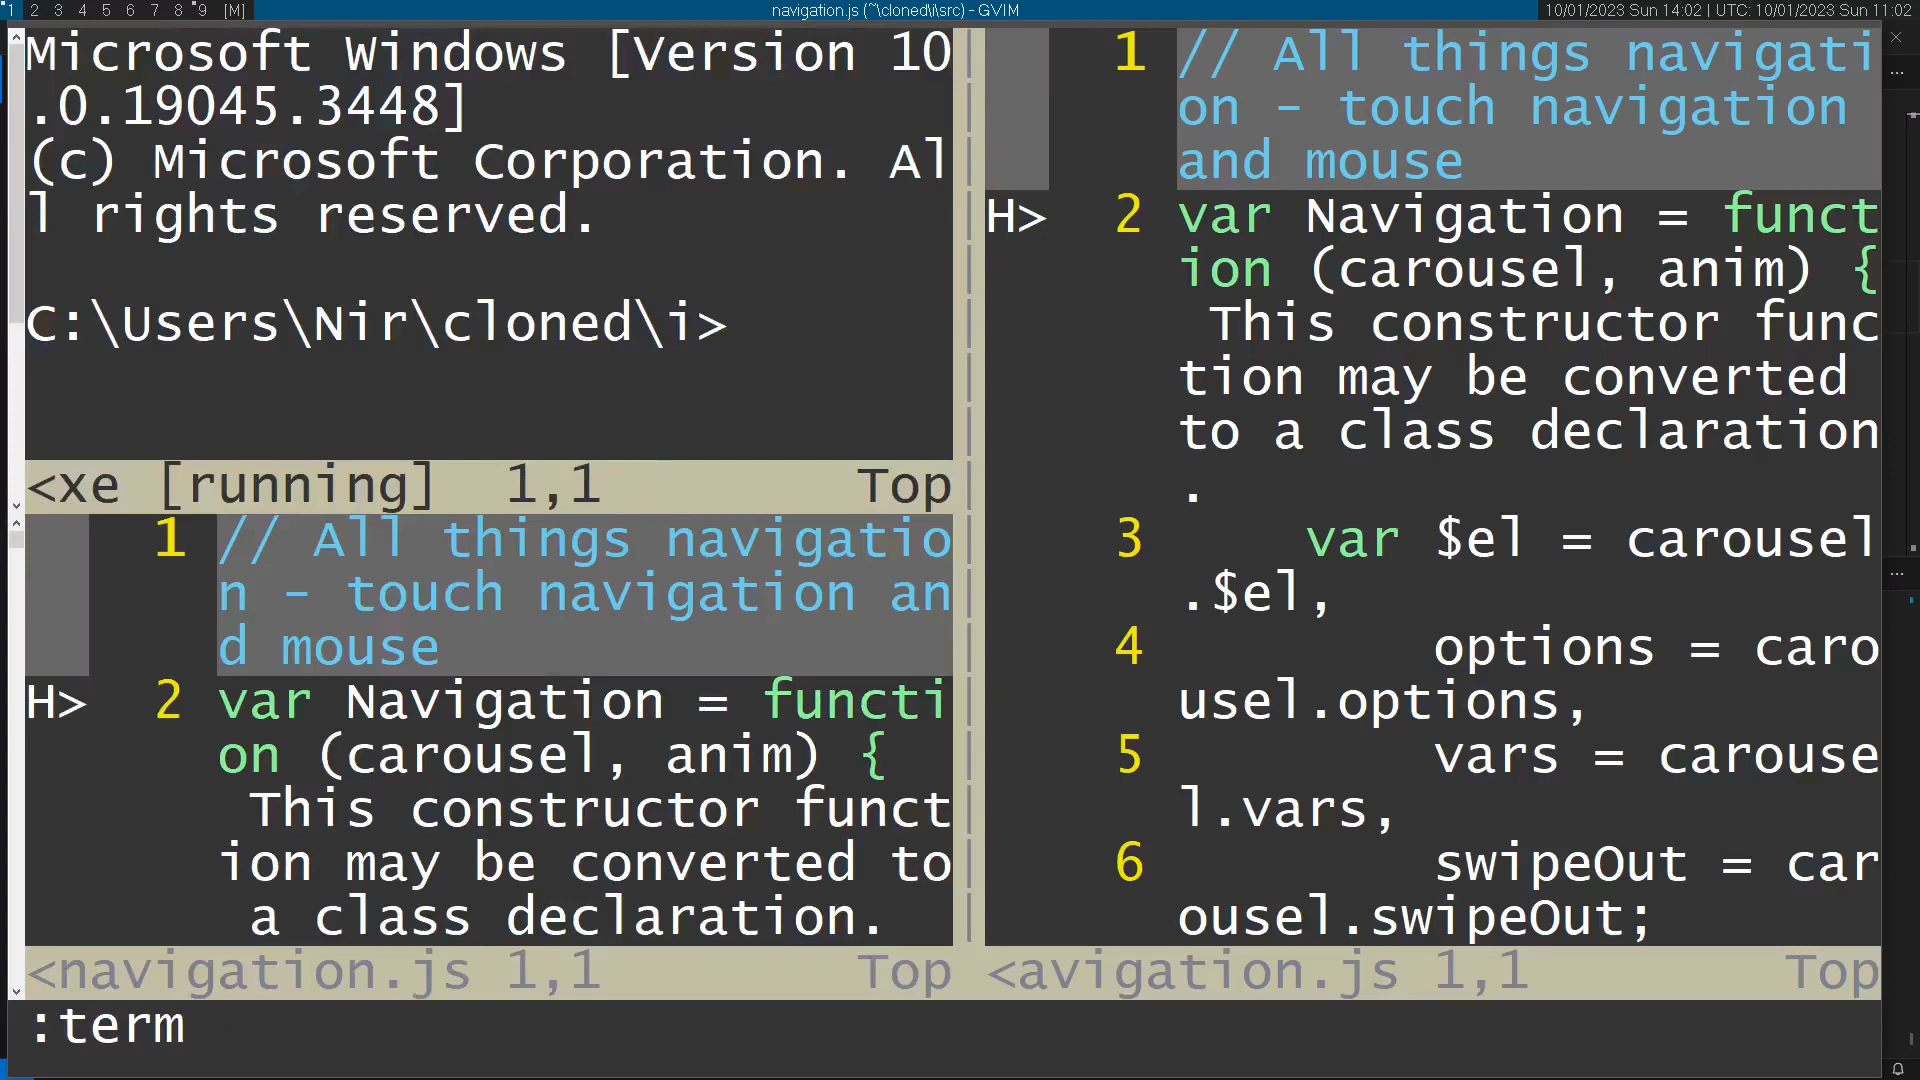 1 2 3 4 5 6 7 8 9 [M] navigation.js (~\cloned\i\src) - GVIM 10/01/2023 Sun 14:02 | UTC: 10/01/2023 Sun 11:02
Microsoft Windows [Version 10
.0.19045.3448]
(c) Microsoft Corporation. Al
l rights reserved.
C:\Users\Nir\cloned\i>
<xe [running] 1,1 Top
1 // All things navigatio
n - touch navigation an
d mouse
H> 2 var Navigation = functi
on (carousel, anim) {
This constructor funct
ion may be converted to
a class declaration.
<navigation.js 1,1 Top
1 // All things navigati
on - touch navigation
and mouse
H> 2 var Navigation = funct
ion (carousel, anim) {
This constructor func
tion may be converted
to a class declaration
.
3 var $el = carousel
.$el,
4 options = caro
usel.options,
5 vars = carouse
l.vars,
6 swipeOut = car
ousel.swipeOut;
<avigation.js 1,1 Top
:term